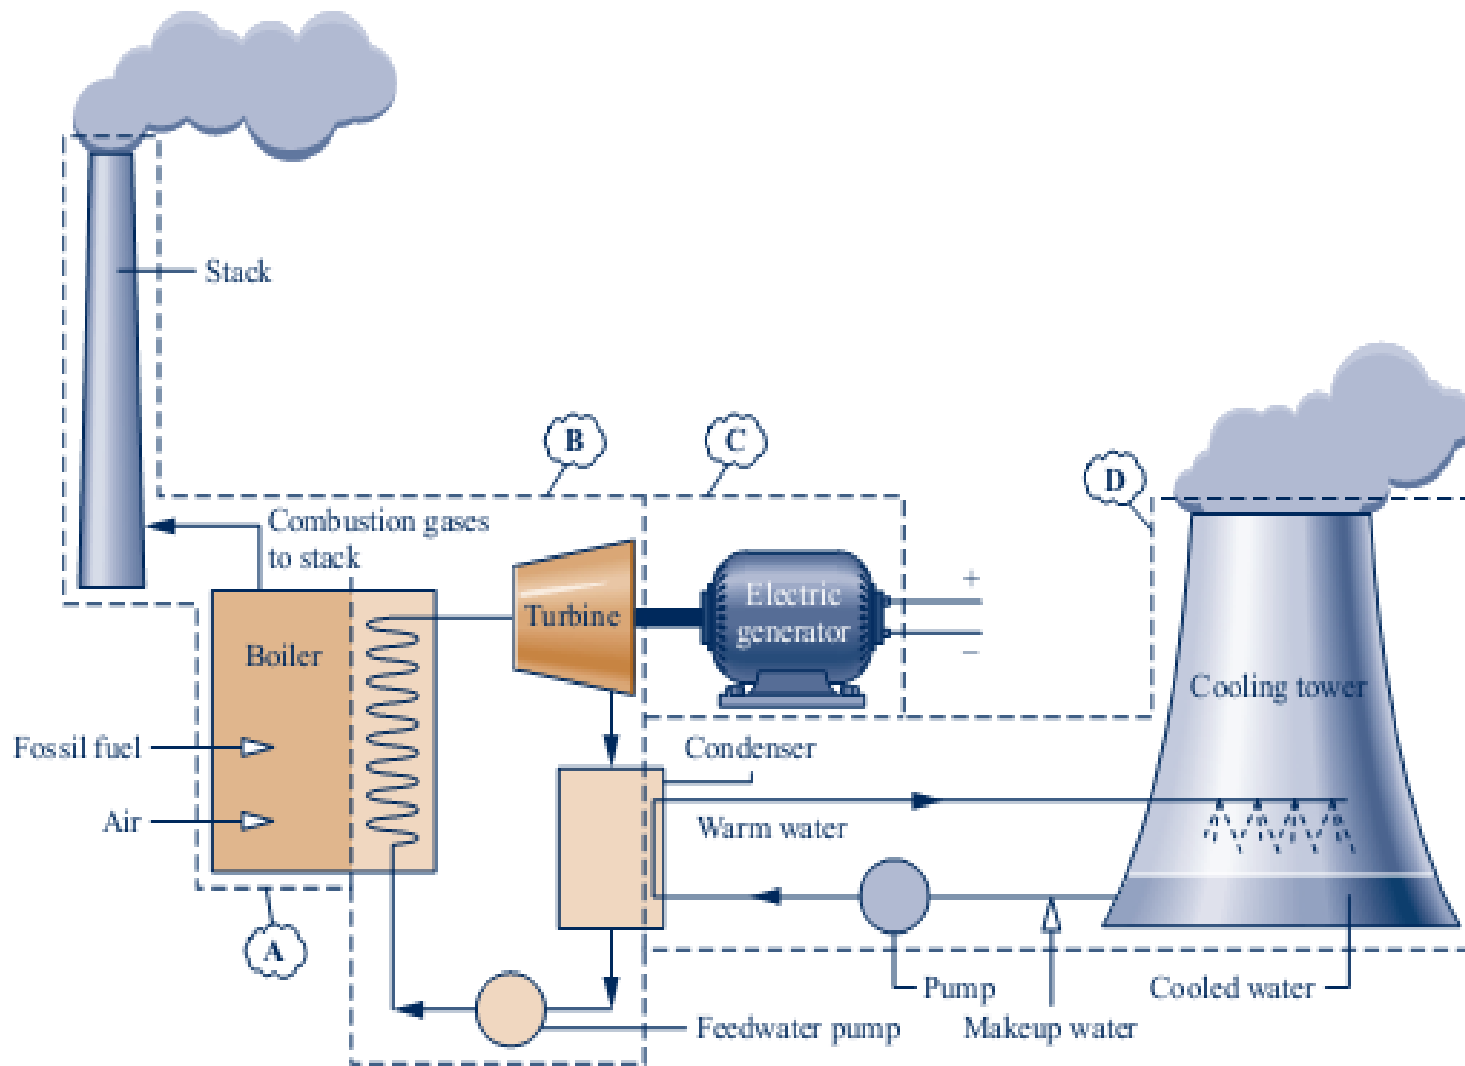 Stack
B
C
D
Combustion gases
to stack
Turbine
Electric
generator
+
−
Boiler
Cooling tower
Fossil fuel
Condenser
Air
Warm water
A
Pump
Cooled water
Feedwater pump
Makeup water